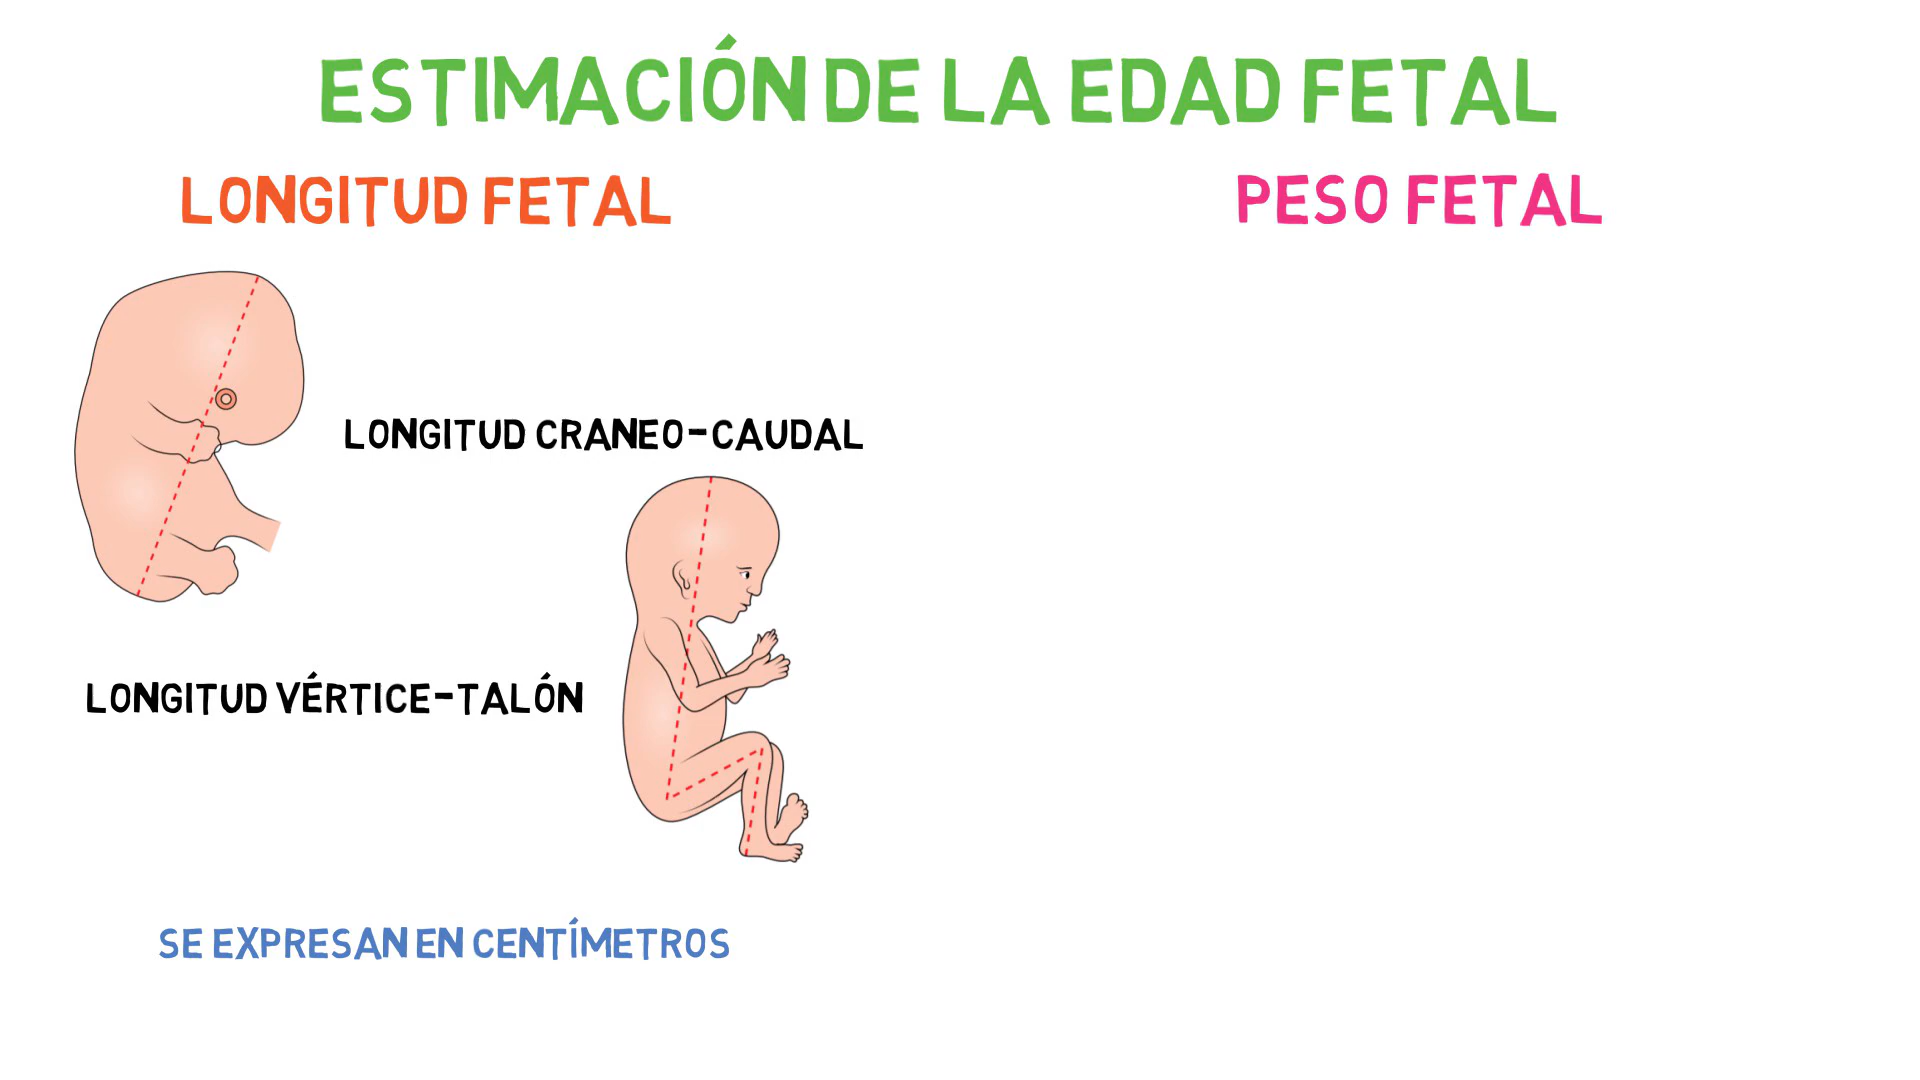 ESTIMACIÓN DE LA EDAD FETAL
LONGITUD FETAL
PESO FETAL
LONGITUD CRANEO-CAUDAL
LONGITUD VÉRTICE-TALÓN
SE EXPRESAN EN CENTÍMETROS